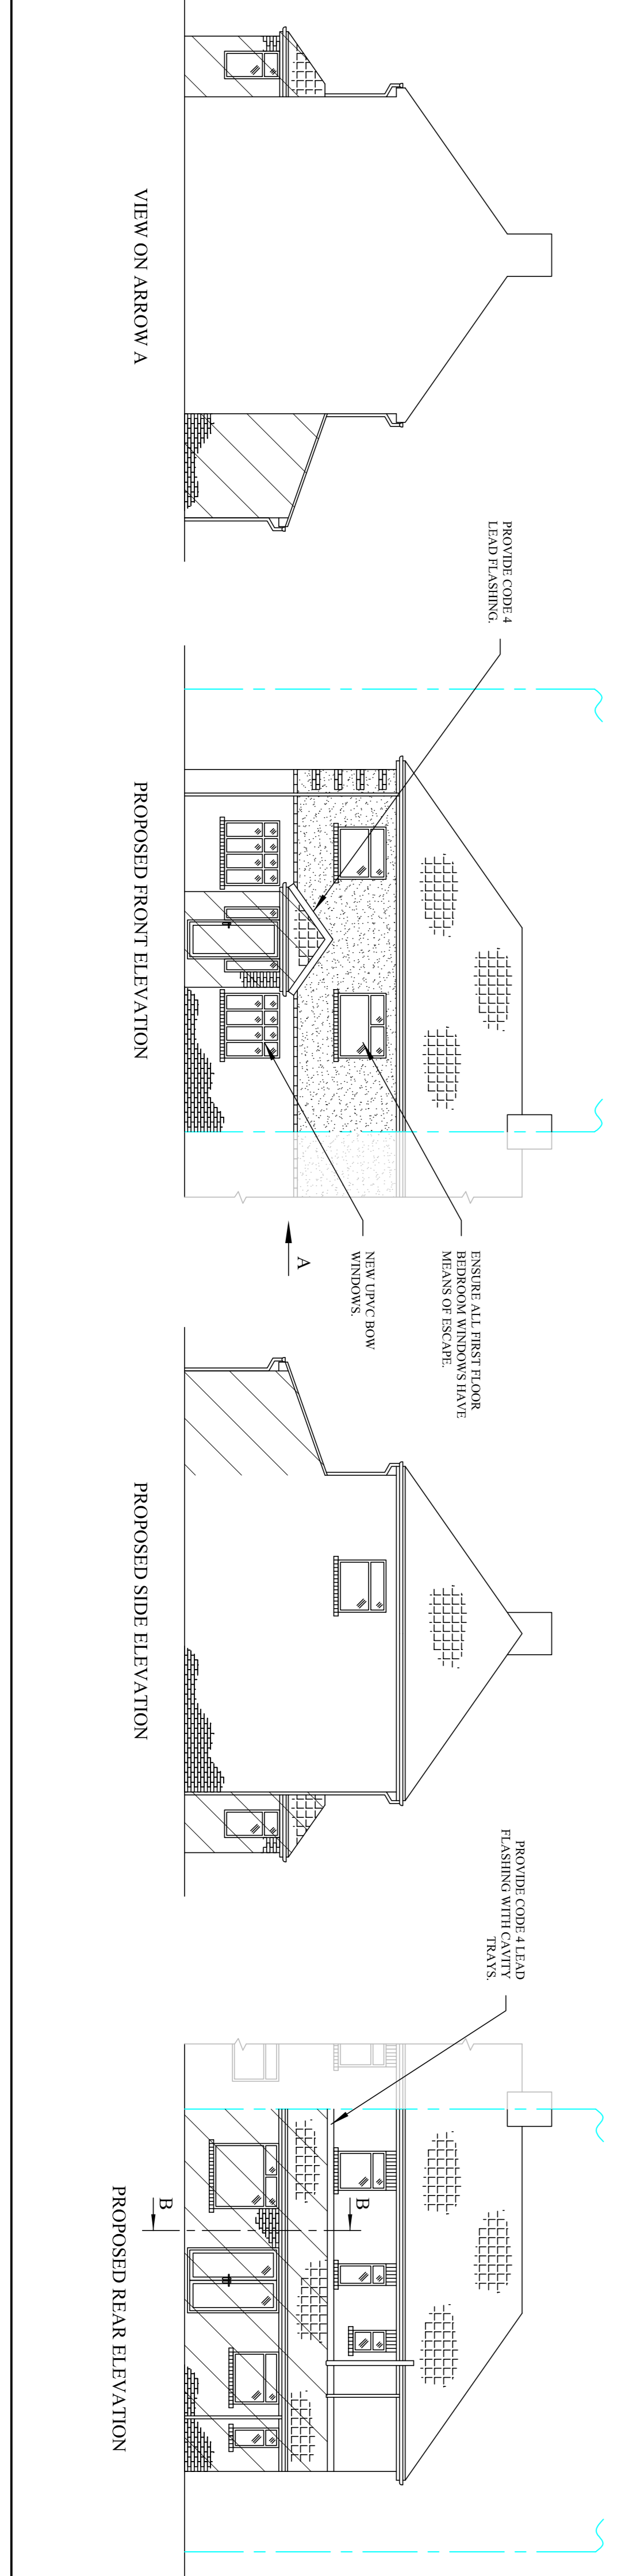 VIEW ON ARROW A
PROVIDE CODE 4
LEAD FLASHING.
PROPOSED FRONT ELEVATION
ENSURE ALL FIRST FLOOR
BEDROOM WINDOWS HAVE
MEANS OF ESCAPE.
NEW UPVC BOW
WINDOWS.
A
PROPOSED SIDE ELEVATION
PROVIDE CODE 4 LEAD
FLASHING WITH CAVITY
TRAYS.
B
B
PROPOSED REAR ELEVATION